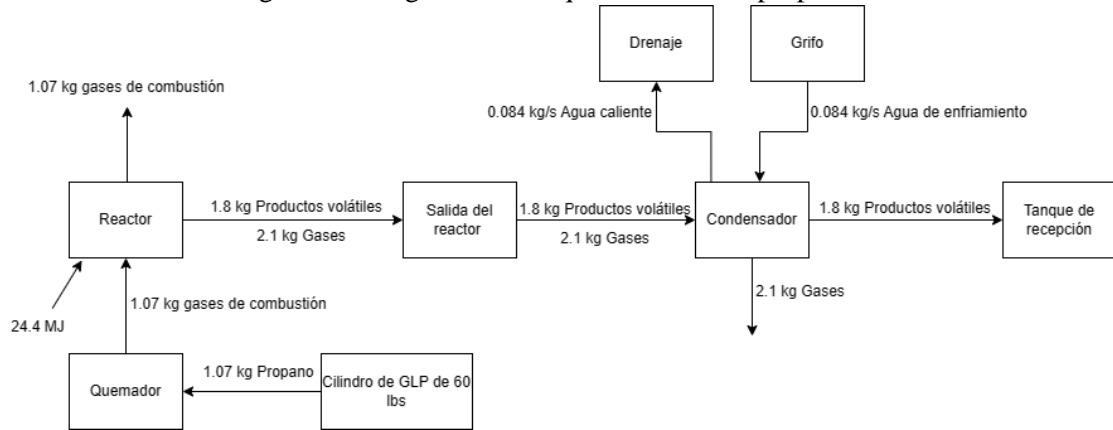 Drenaje
Grifo
1.07 kg gases de combustión
0.084 kg/s Agua caliente
0.084 kg/s Agua de enfriamiento
Reactor
1.8 kg Productos volátiles
2.1 kg Gases
Salida del
reactor
1.8 kg Productos volátiles
2.1 kg Gases
Condensador
1.8 kg Productos volátiles
Tanque de
recepción
24.4 MJ
1.07 kg gases de combustión
2.1 kg Gases
Quemador
1.07 kg Propano
Cilindro de GLP de 60
lbs